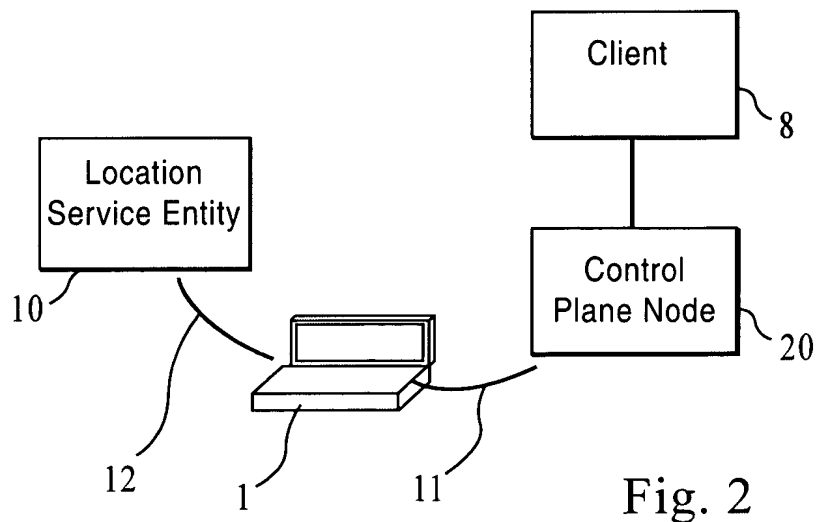 Client
8
Location
Service Entity
10
Control
Plane Node
20
12
1
11
Fig. 2